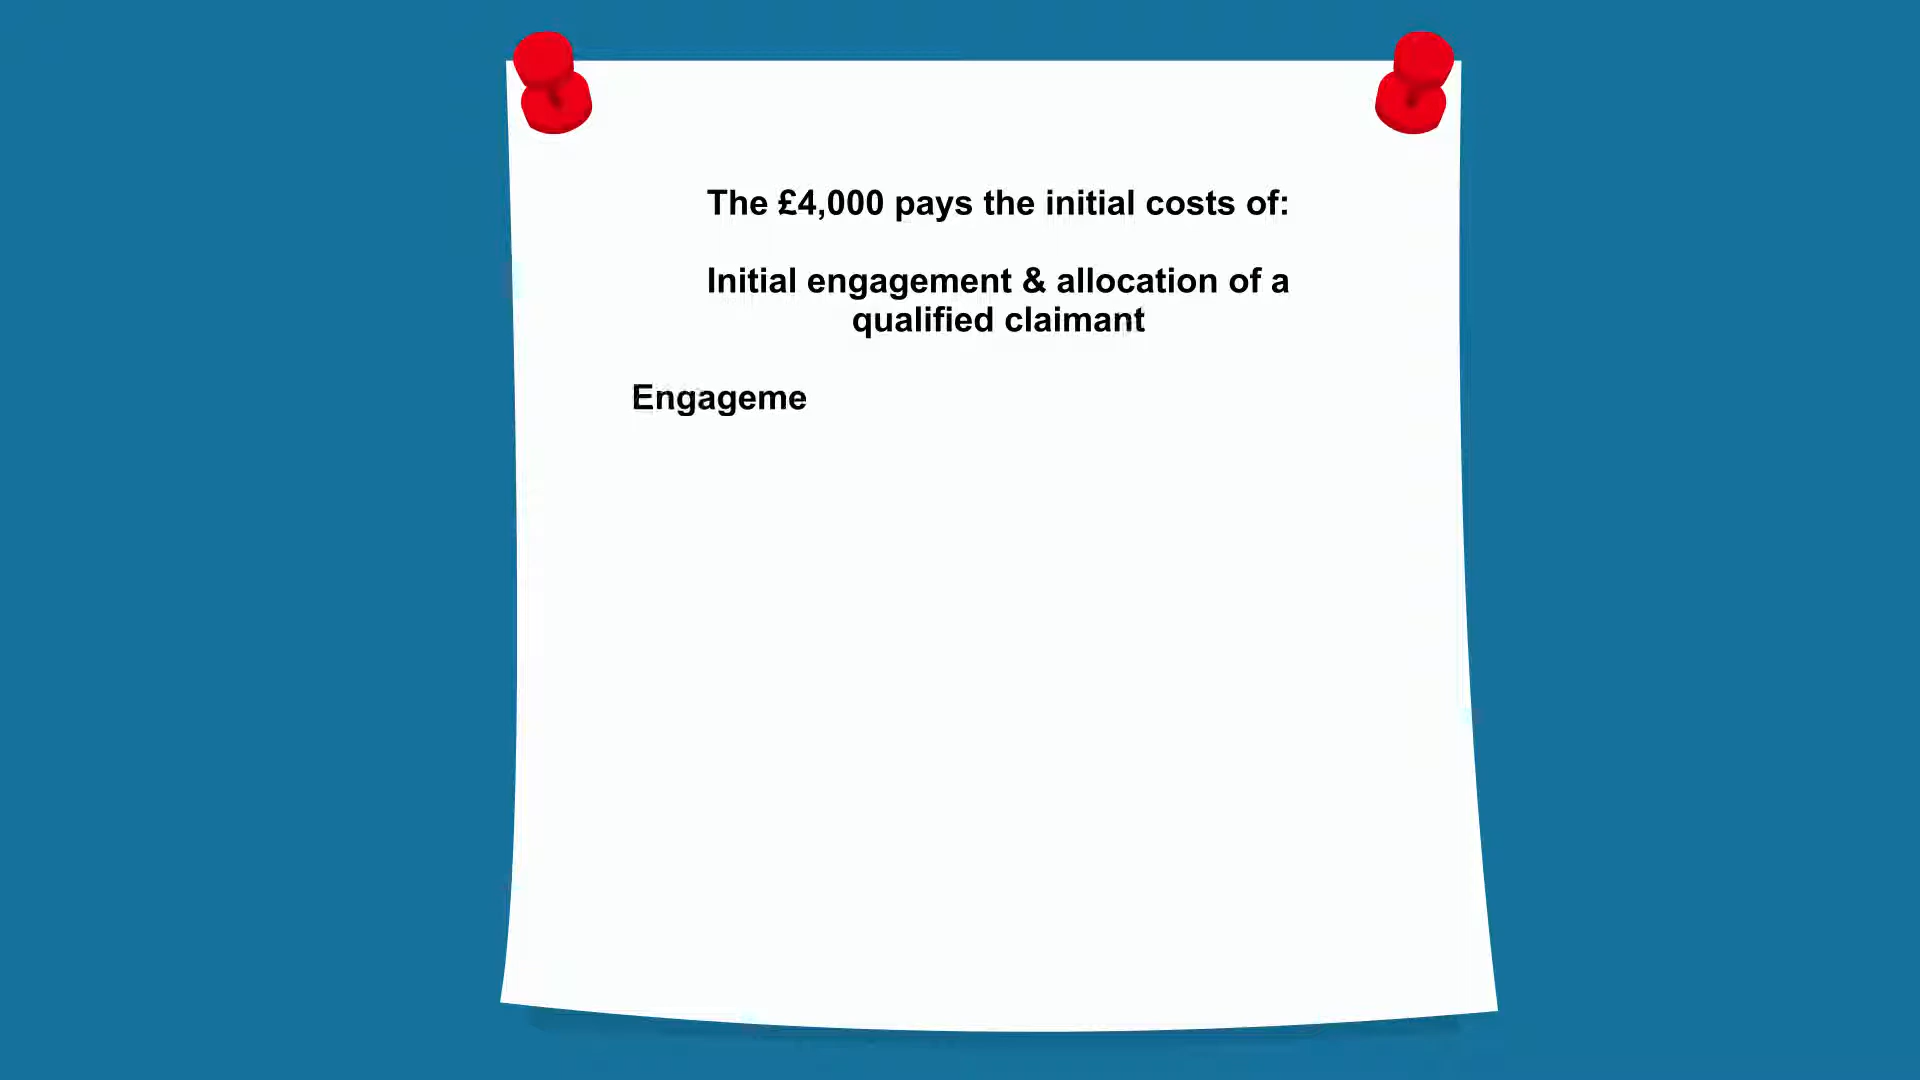 The £4,000 pays the initial costs of:
Initial engagement & allocation of a
qualified claimant
Engageme